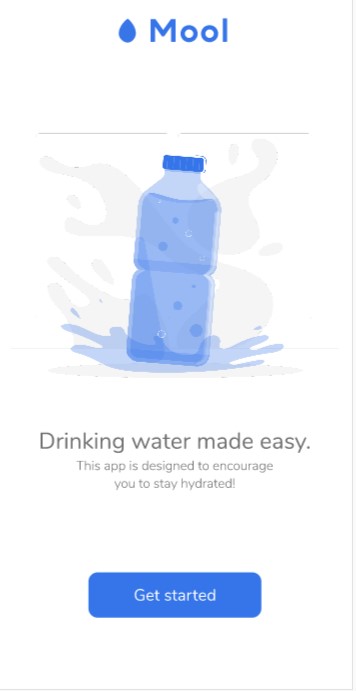 Mool
Drinking water made easy.
This app is designed to encourage
you to stay hydrated!
Get started